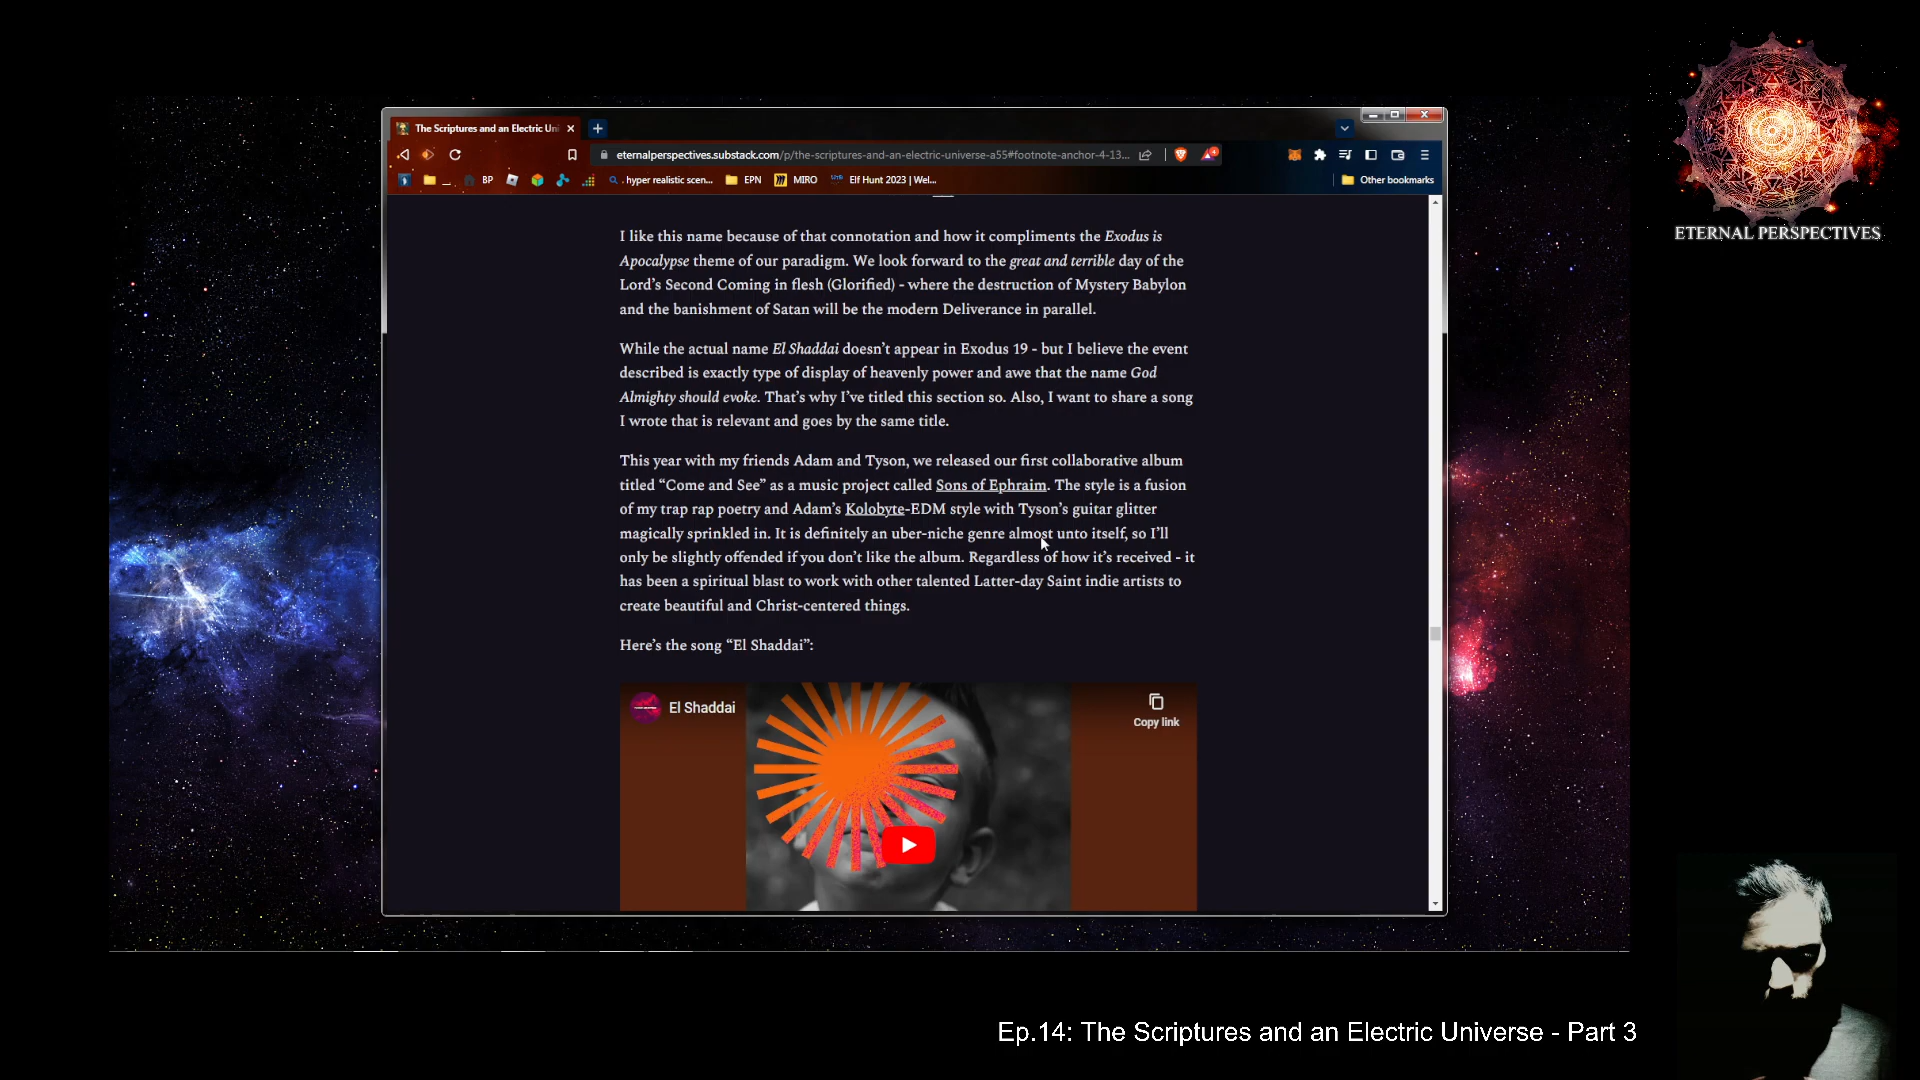 The Scriptures and an Electric Uni
eternalperspectives.substack.com/p/the-scriptures-and-an-electric-universe-a55#footnote-anchor-4-13...
BP
. hyper realistic scen...
EPN
MIRO
Elf Hunt 2023 | Wel...
Other bookmarks
ETERNAL PERSPECTIVES
I like this name because of that connotation and how it compliments the Exodus is
Apocalypse theme of our paradigm. We look forward to the great and terrible day of the
Lord's Second Coming in flesh (Glorified) - where the destruction of Mystery Babylon
and the banishment of Satan will be the modern Deliverance in parallel.
While the actual name El Shaddai doesn't appear in Exodus 19 - but I believe the event
described is exactly type of display of heavenly power and awe that the name God
Almighty should evoke. That's why I've titled this section so. Also, I want to share a song
I wrote that is relevant and goes by the same title.
This year with my friends Adam and Tyson, we released our first collaborative album
titled “Come and See” as a music project called Sons of Ephraim. The style is a fusion
of my trap rap poetry and Adam's Kolobyte-EDM style with Tyson's guitar glitter
magically sprinkled in. It is definitely an uber-niche genre almost unto itself, so I'll
only be slightly offended if you don't like the album. Regardless of how it's received - it
has been a spiritual blast to work with other talented Latter-day Saint indie artists to
create beautiful and Christ-centered things.
Here's the song “El Shaddai”:
El Shaddai
Copy link
Ep.14: The Scriptures and an Electric Universe - Part 3